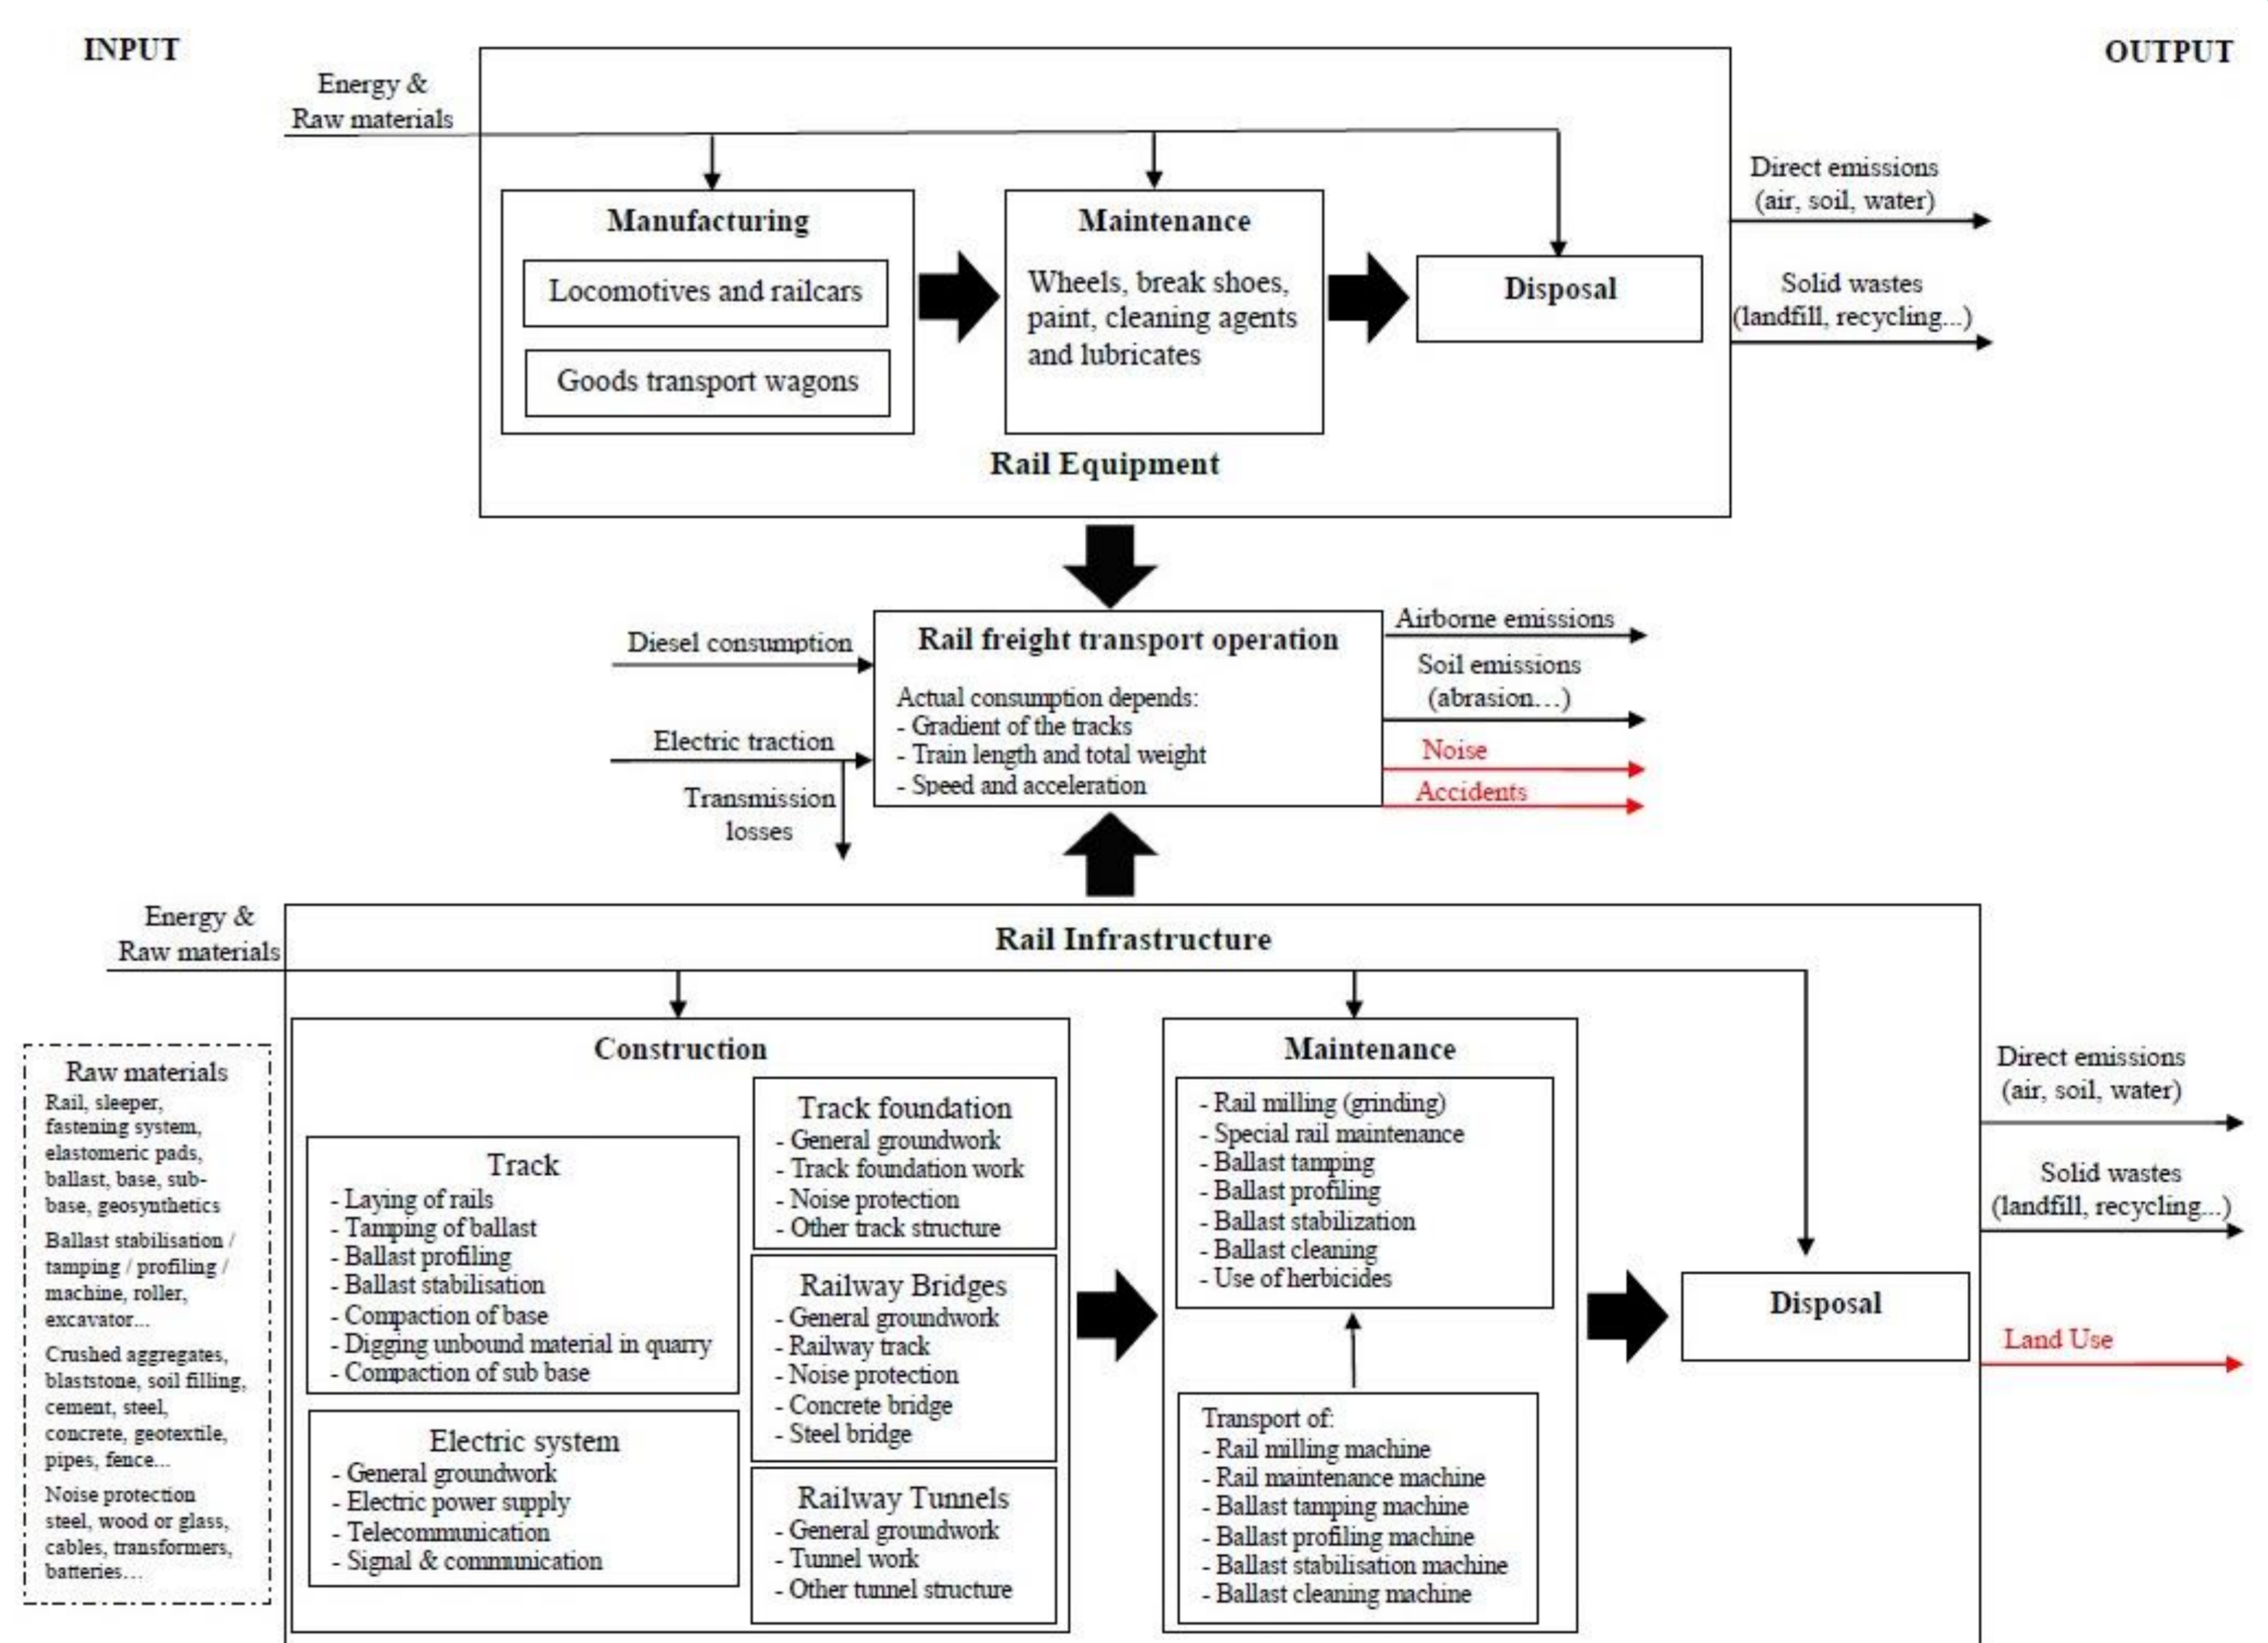 INPUT
OUTPUT
Energy &
Raw materials
Manufacturing
Locomotives and railcars
Goods transport wagons
Maintenance
Wheels, break shoes,
paint, cleaning agents
and lubricates
Disposal
Rail Equipment
Direct emissions
(air, soil, water)
Solid wastes
(landfill, recycling...)
Diesel consumption
Electric traction
Transmission
losses
Rail freight transport operation
Actual consumption depends:
- Gradient of the tracks
- Train length and total weight
- Speed and acceleration
Airborne emissions
Soil emissions
(abrasion…)
Noise
Accidents
Energy &
Raw materials
Rail Infrastructure
Raw materials
Rail, sleeper,
fastening system,
elastomeric pads,
ballast, base, sub-
base, geosynthetics
Ballast stabilisation /
tamping / profiling /
machine, roller,
excavator...
Crushed aggregates,
blaststone, soil filling,
cement, steel,
concrete, geotextile,
pipes, fence...
Noise protection
steel, wood or glass,
cables, transformers,
batteries…
Construction
Track
- Laying of rails
- Tamping of ballast
- Ballast profiling
- Ballast stabilisation
- Compaction of base
- Digging unbound material in quarry
- Compaction of sub base
Electric system
- General groundwork
- Electric power supply
- Telecommunication
- Signal & communication
Track foundation
- General groundwork
- Track foundation work
- Noise protection
- Other track structure
Railway Bridges
- General groundwork
- Railway track
- Noise protection
- Concrete bridge
- Steel bridge
Railway Tunnels
- General groundwork
- Tunnel work
- Other tunnel structure
Maintenance
- Rail milling (grinding)
- Special rail maintenance
- Ballast tamping
- Ballast profiling
- Ballast stabilization
- Ballast cleaning
- Use of herbicides
Transport of:
- Rail milling machine
- Rail maintenance machine
- Ballast tamping machine
- Ballast profiling machine
- Ballast stabilisation machine
- Ballast cleaning machine
Disposal
Direct emissions
(air, soil, water)
Solid wastes
(landfill, recycling...)
Land Use